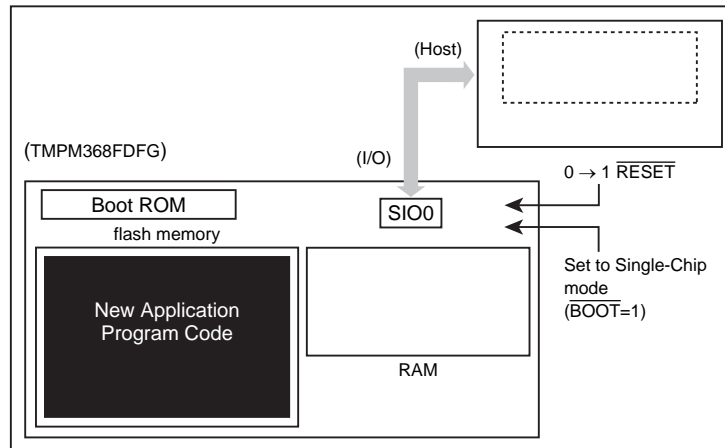 (Host)
(TMPM368FDFG)
(I/O)
0 → 1 RESET
Boot ROM
SIO0
flash memory
Set to Single-Chip
mode
(BOOT=1)
New Application
Program Code
RAM